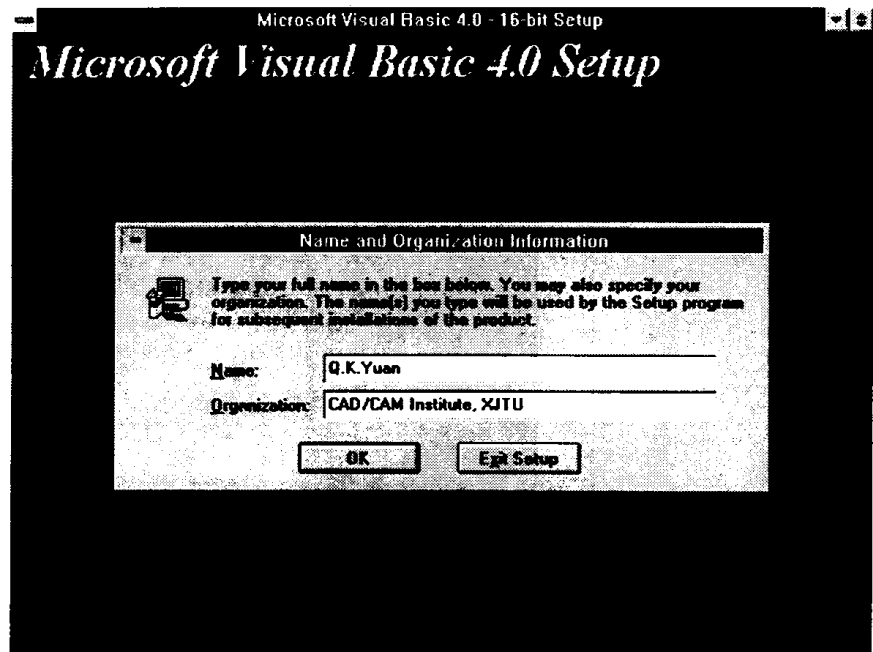 Microsoft Visual Basic 4.0 - 16-bit Setup
Microsoft Visual Basic 4.0 Setup
Name and Organization Information
Type your full name in the box below. You may also specify your
organization. The name(s) you type will be used by the Setup program
for subsequent installations of the product.
Name: Q.K.Yuan
Organization: CAD/CAM Institute, XJTU
OK Exit Setup